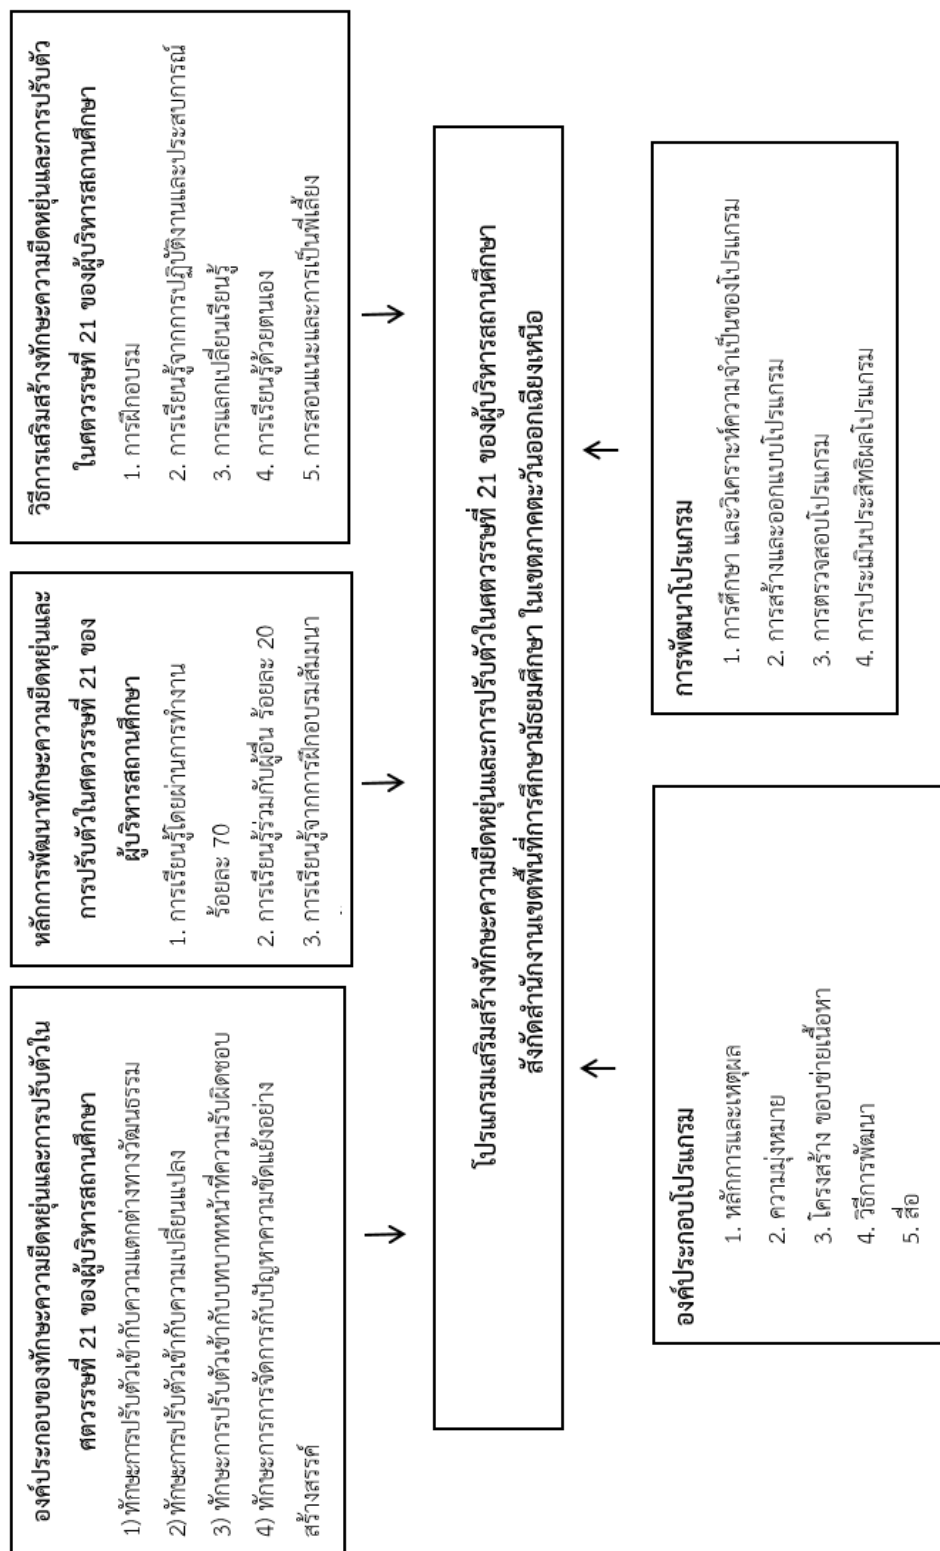 องค์ประกอบของทักษะความยืดหยุ่นและการปรับตัวใน
ศตวรรษที่ 21 ของผู้บริหารสถานศึกษา
1) ทักษะการปรับตัวเข้ากับความแตกต่างทางวัฒนธรรม
2) ทักษะการปรับตัวเข้ากับความเปลี่ยนแปลง
3) ทักษะการปรับตัวเข้ากับบทบาทหน้าที่ความรับผิดชอบ
4) ทักษะการการจัดการกับปัญหาความขัดแย้งอย่าง
สร้างสรรค์
หลักการพัฒนาทักษะความยืดหยุ่นและ
การปรับตัวในศตวรรษที่ 21 ของ
ผู้บริหารสถานศึกษา
1. การเรียนรู้โดยผ่านการทำงาน
ร้อยละ 70
2. การเรียนรู้ร่วมกับผู้อื่น ร้อยละ 20
3. การเรียนรู้จากการฝึกอบรมสัมมนา
วิธีการเสริมสร้างทักษะความยืดหยุ่นและการปรับตัว
ในศตวรรษที่ 21 ของผู้บริหารสถานศึกษา
1. การฝึกอบรม
2. การเรียนรู้จากการปฏิบัติงานและประสบการณ์
3. การแลกเปลี่ยนเรียนรู้
4. การเรียนรู้ด้วยตนเอง
5. การสอนแนะและการเป็นพี่เลี้ยง
โปรแกรมเสริมสร้างทักษะความยืดหยุ่นและการปรับตัวในศตวรรษที่ 21 ของผู้บริหารสถานศึกษา
สังกัดสำนักงานเขตพื้นที่การศึกษามัธยมศึกษา ในเขตภาคตะวันออกเฉียงเหนือ
องค์ประกอบโปรแกรม
1. หลักการและเหตุผล
2. ความมุ่งหมาย
3. โครงสร้าง ขอบข่ายเนื้อหา
4. วิธีการพัฒนา
5. สื่อ
การพัฒนาโปรแกรม
1. การศึกษา และวิเคราะห์ความจำเป็นของโปรแกรม
2. การสร้างและออกแบบโปรแกรม
3. การตรวจสอบโปรแกรม
4. การประเมินประสิทธิผลโปรแกรม